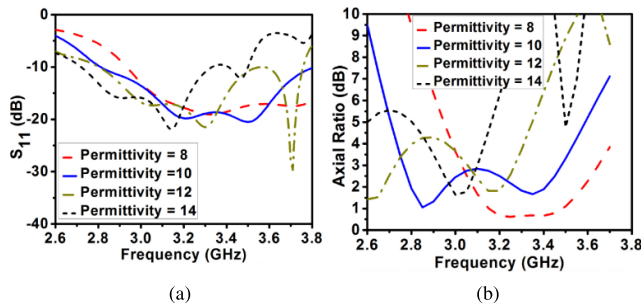 (a)
0
-10
-20
-30
-40
S11 (dB)
Permittivity = 8
Permittivity =10
Permittivity =12
Permittivity = 14
2.6 2.8 3.0 3.2 3.4 3.6 3.8
Frequency (GHz)
(a)
(b)
10
9
8
7
6
5
4
3
2
1
0
Axial Ratio (dB)
Permittivity = 8
Permittivity = 10
Permittivity = 12
Permittivity = 14
2.6 2.8 3.0 3.2 3.4 3.6 3.8
Frequency (GHz)
(b)